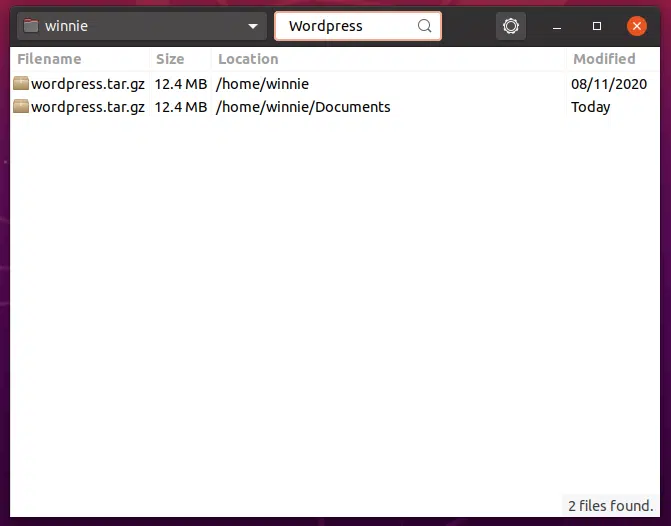 winnie Wordpress
Filename Size Location Modified
wordpress.tar.gz 12.4 MB /home/winnie 08/11/2020
wordpress.tar.gz 12.4 MB /home/winnie/Documents Today
2 files found.